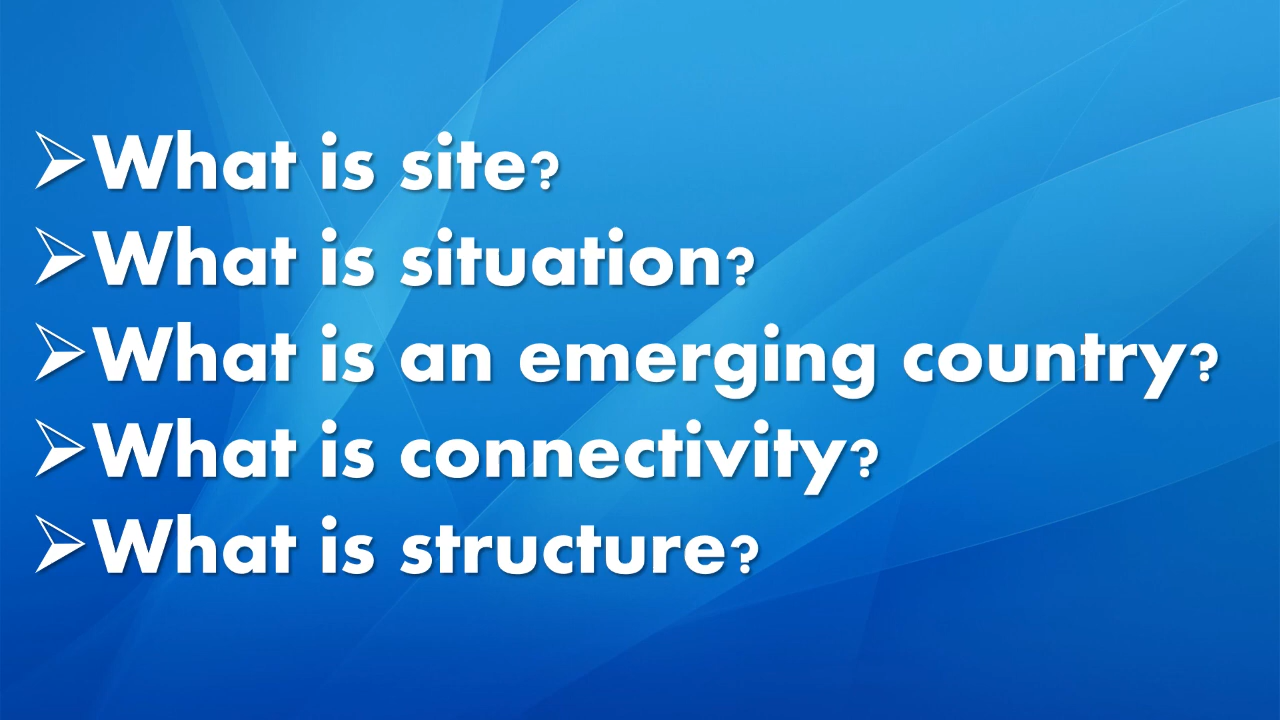 ➢What is site?
➢What is situation?
➢What is an emerging country?
➢What is connectivity?
➢What is structure?